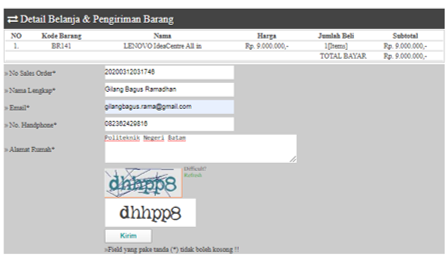 Detail Belanja & Pengiriman Barang
NO Kode Barang Nama Harga Jumlah Beli Subtotal
1. BR141 LENOVO IdeaCentre All in Rp. 9.000.000,- 1[Items] Rp. 9.000.000,-
TOTAL BAYAR Rp. 9.000.000,-
» No Sales Order* 20200312031746
» Nama Lengkap* Gilang Bagus Ramadhan
» Email* gilangbagus.rama@gmail.com
» No. Handphone* 082362429816
» Alamat Rumah* Politeknik Negeri Batam
dhhpp8
Difficult?
Refresh
dhhpp8
Kirim
»Field yang pake tanda (*) tidak boleh kosong !!